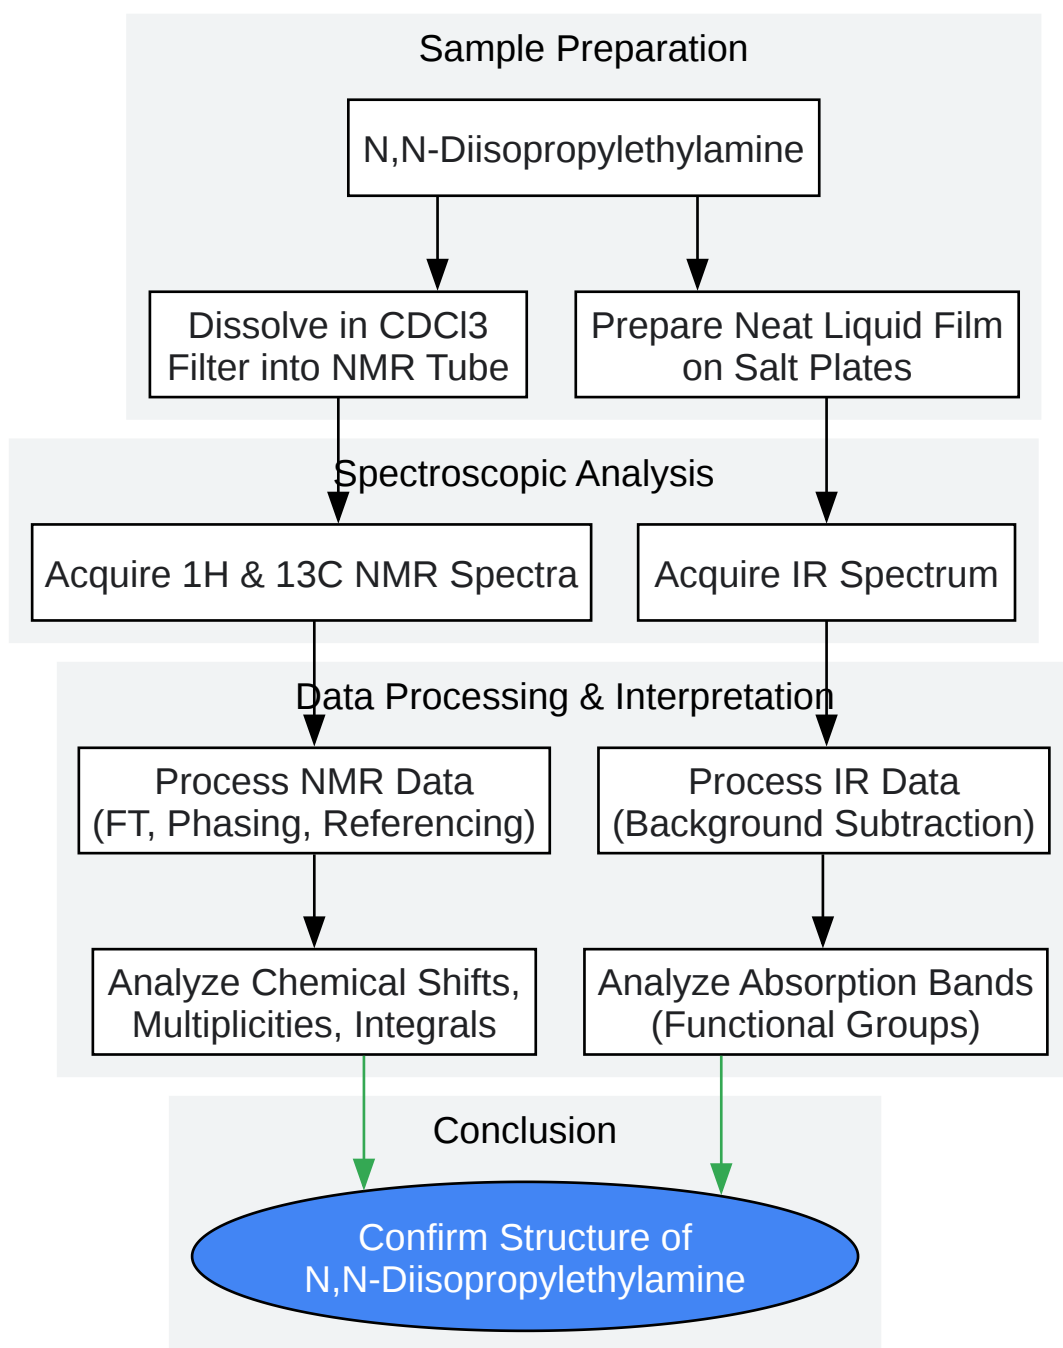 Sample Preparation
N,N-Diisopropylethylamine
Dissolve in CDCl3
Filter into NMR Tube
Prepare Neat Liquid Film
on Salt Plates
Spectroscopic Analysis
Acquire 1H & 13C NMR Spectra
Acquire IR Spectrum
Data Processing & Interpretation
Process NMR Data
(FT, Phasing, Referencing)
Process IR Data
(Background Subtraction)
Analyze Chemical Shifts,
Multiplicities, Integrals
Analyze Absorption Bands
(Functional Groups)
Conclusion
Confirm Structure of
N,N-Diisopropylethylamine